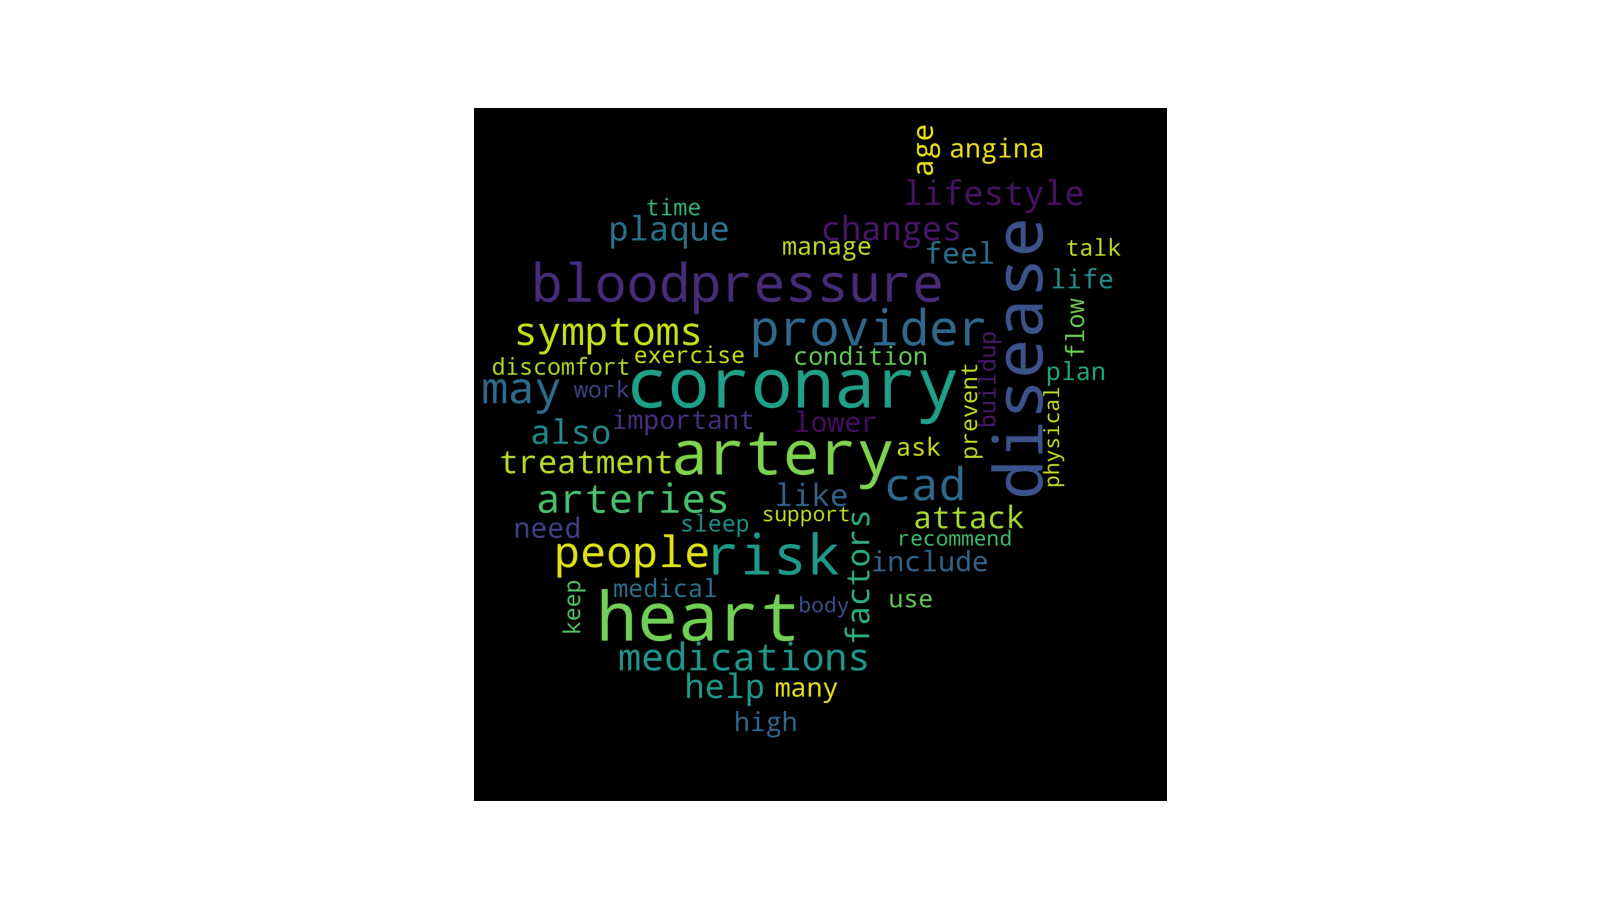 age
angina
lifestyle
time
plaque
changes
manage
feel
talk
disease
life
bloodpressure
flow
symptoms
provider
exercise
condition
buildup
discomfort
coronary
plan
may
work
prevent
physical
important
lower
also
artery
ask
treatment
cad
arteries
like
need
sleep
support
factors
attack
recommend
people
risk
include
keep
medical
heart
body
use
medications
help
many
high